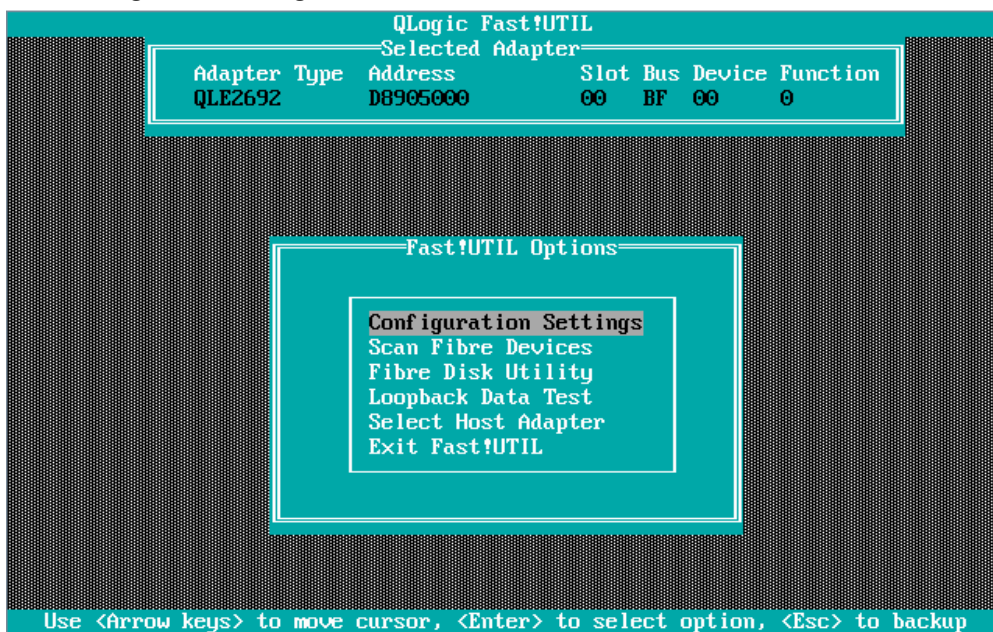 QLogic Fast!UTIL
Selected Adapter
Adapter Type Address Slot Bus Device Function
QLE2692 D8905000 00 BF 00 0
Fast!UTIL Options
Configuration Settings
Scan Fibre Devices
Fibre Disk Utility
Loopback Data Test
Select Host Adapter
Exit Fast!UTIL
Use <Arrow keys> to move cursor, <Enter> to select option, <Esc> to backup